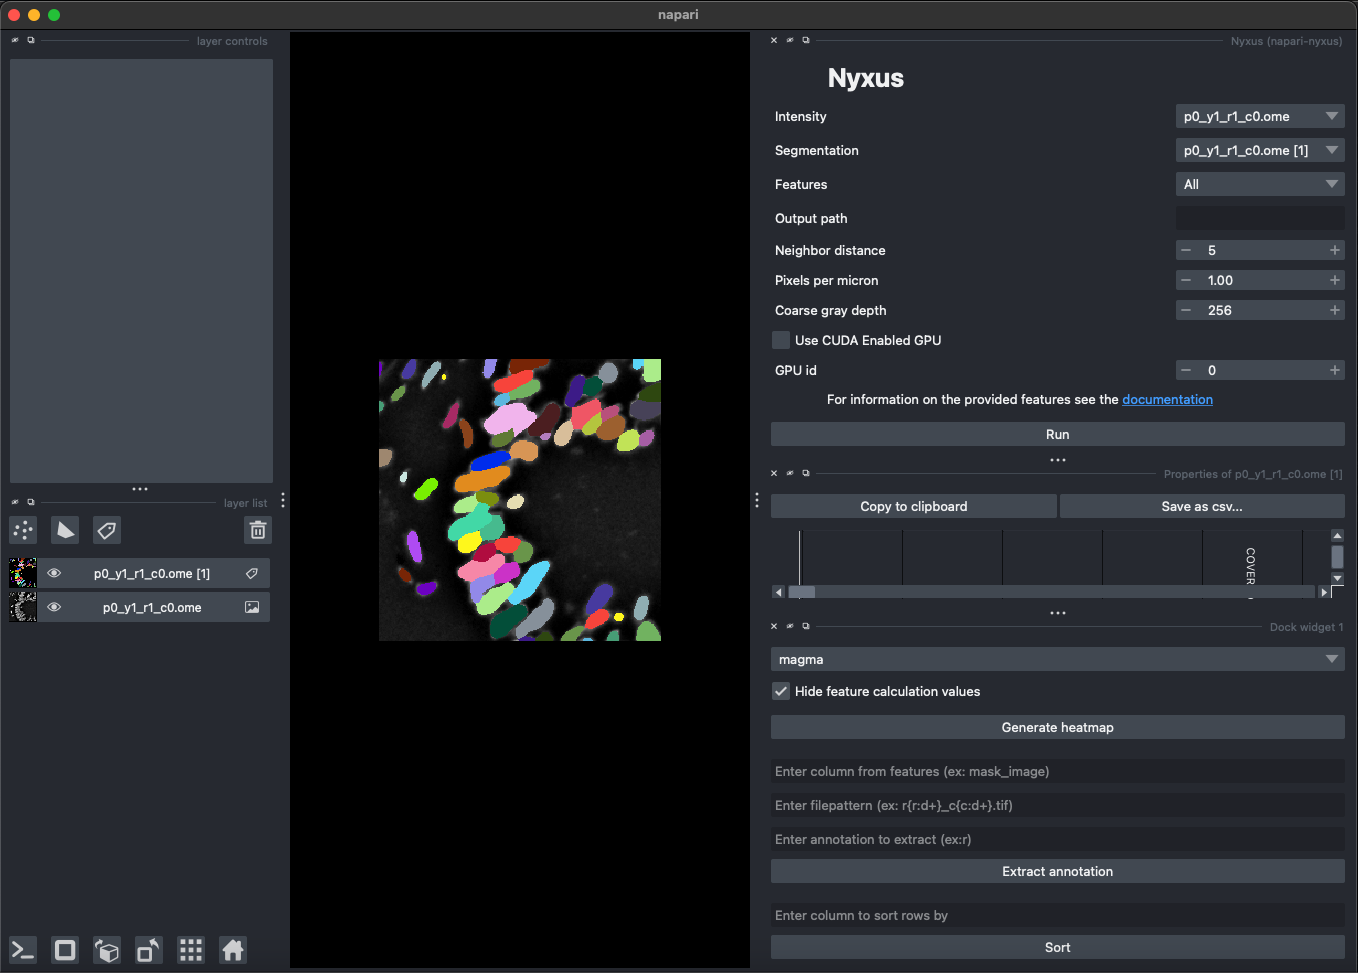 napari
layer controls
layer list
p0_y1_r1_c0.ome [1]
p0_y1_r1_c0.ome
Nyxus (napari-nyxus)
Nyxus
Intensity
p0_y1_r1_c0.ome
Segmentation
p0_y1_r1_c0.ome [1]
Features
All
Output path
Neighbor distance
5
Pixels per micron
1.00
Coarse gray depth
256
Use CUDA Enabled GPU
GPU id
0
For information on the provided features see the documentation
Run
Properties of p0_y1_r1_c0.ome [1]
Copy to clipboard
Save as csv...
COVER
Dock widget 1
magma
Hide feature calculation values
Generate heatmap
Enter column from features (ex: mask_image)
Enter filepattern (ex: r{r:d+}_c{c:d+}.tif)
Enter annotation to extract (ex:r)
Extract annotation
Enter column to sort rows by
Sort